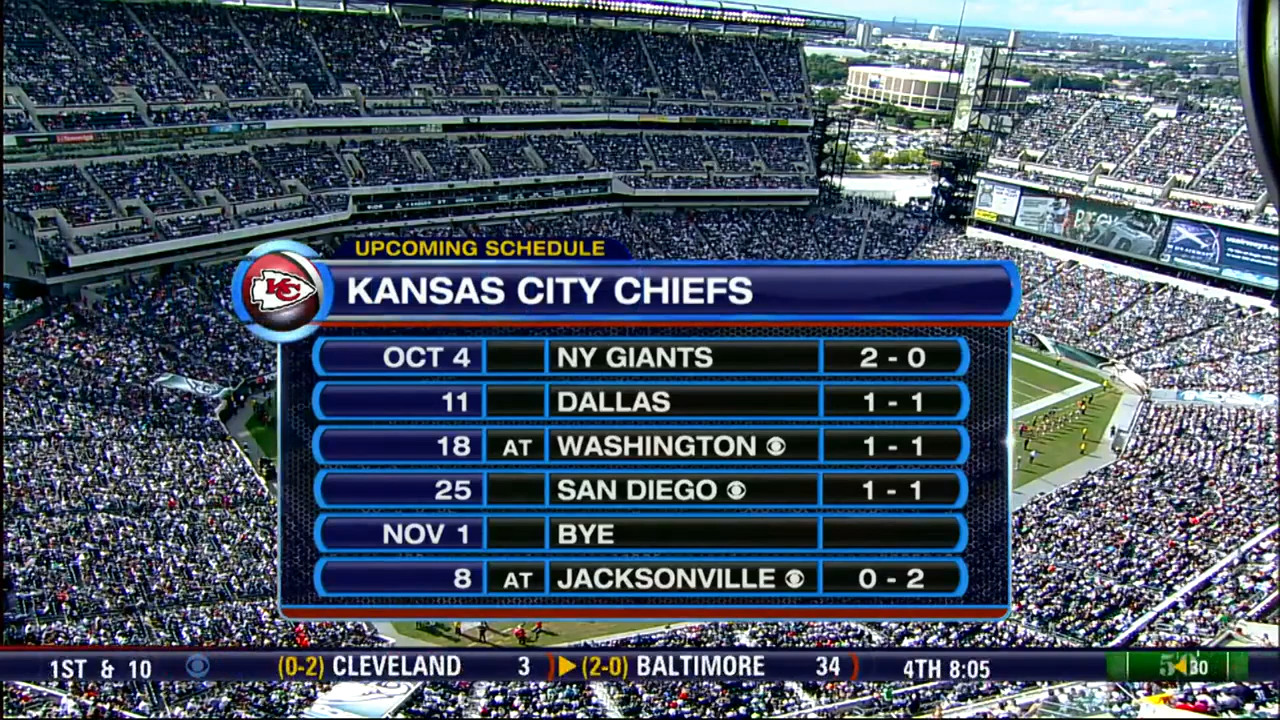 UPCOMING SCHEDULE
KC
KANSAS CITY CHIEFS
OCT 4 NY GIANTS 2 - 0
11 DALLAS 1 - 1
18 AT WASHINGTON 1 - 1
25 SAN DIEGO 1 - 1
NOV 1 BYE
8 AT JACKSONVILLE 0 - 2
1ST & 10 (0-2) CLEVELAND 3 (2-0) BALTIMORE 34 4TH 8:05 30